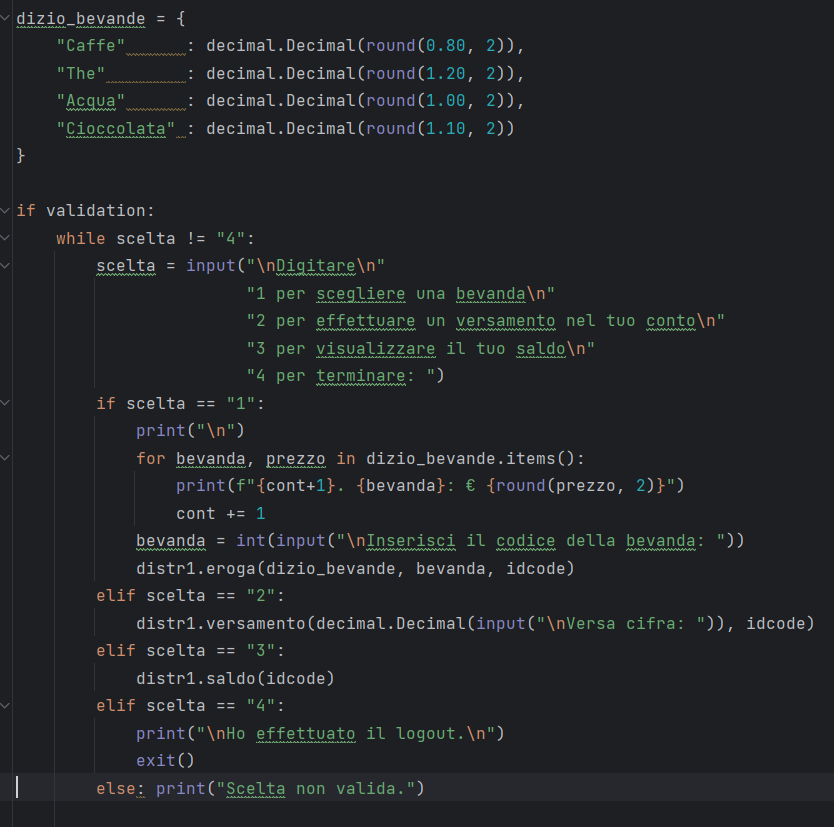 dizio_bevande = {
    "Caffe"      : decimal.Decimal(round(0.80, 2)),
    "The"        : decimal.Decimal(round(1.20, 2)),
    "Acqua"      : decimal.Decimal(round(1.00, 2)),
    "Cioccolata" : decimal.Decimal(round(1.10, 2))
}

if validation:
    while scelta != "4":
        scelta = input("\nDigitare\n"
                       "1 per scegliere una bevanda\n"
                       "2 per effettuare un versamento nel tuo conto\n"
                       "3 per visualizzare il tuo saldo\n"
                       "4 per terminare: ")
        if scelta == "1":
            print("\n")
            for bevanda, prezzo in dizio_bevande.items():
                print(f"{cont+1}. {bevanda}: € {round(prezzo, 2)}")
                cont += 1
            bevanda = int(input("\nInserisci il codice della bevanda: "))
            distr1.eroga(dizio_bevande, bevanda, idcode)
        elif scelta == "2":
            distr1.versamento(decimal.Decimal(input("\nVersa cifra: ")), idcode)
        elif scelta == "3":
            distr1.saldo(idcode)
        elif scelta == "4":
            print("\nHo effettuato il logout.\n")
            exit()
        else: print("Scelta non valida.")